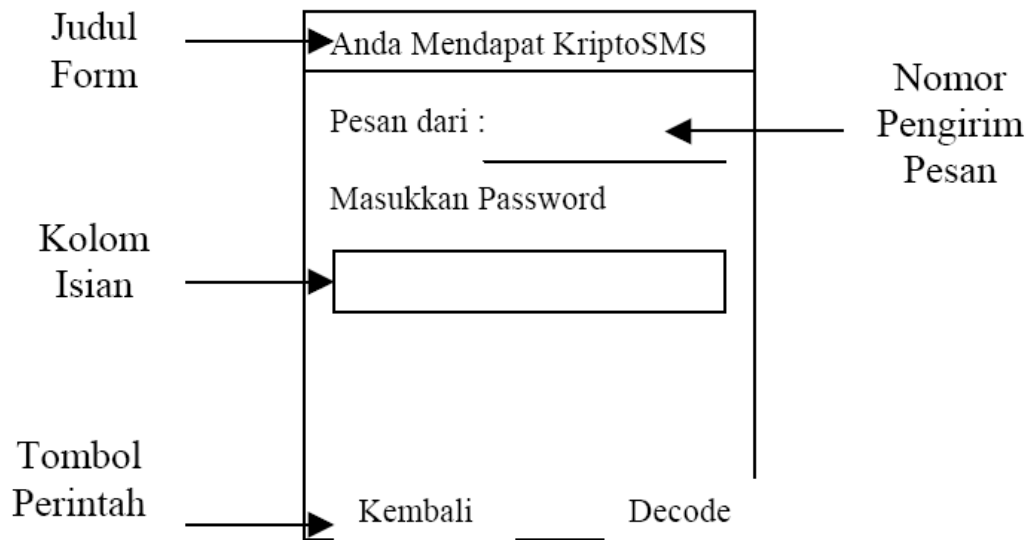 Judul
Form
Anda Mendapat KriptoSMS
Nomor
Pengirim
Pesan
Pesan dari :
Masukkan Password
Kolom
Isian
Tombol
Perintah
Kembali Decode